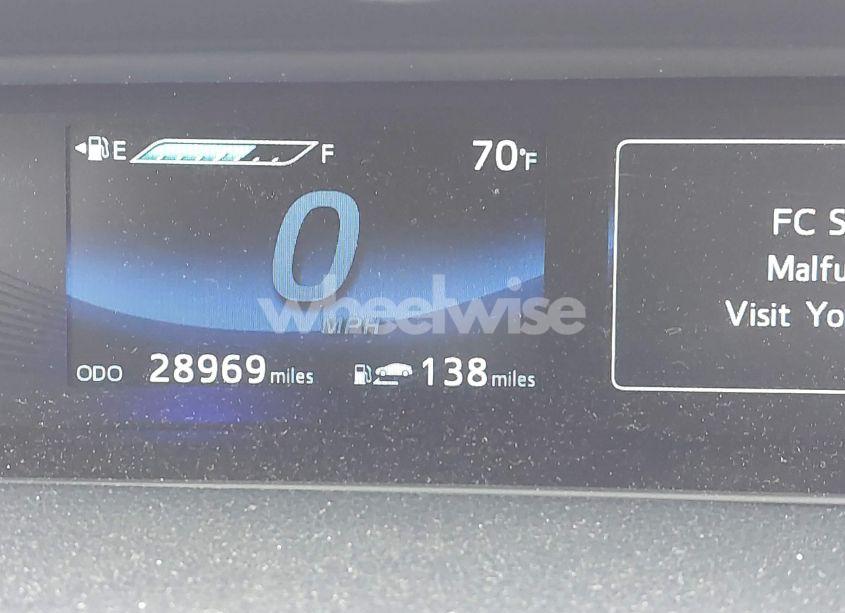 E F 70°F
0
MPH
ODO 28969 miles 138 miles
FC S
Malfu
Visit Yo
wheelwise